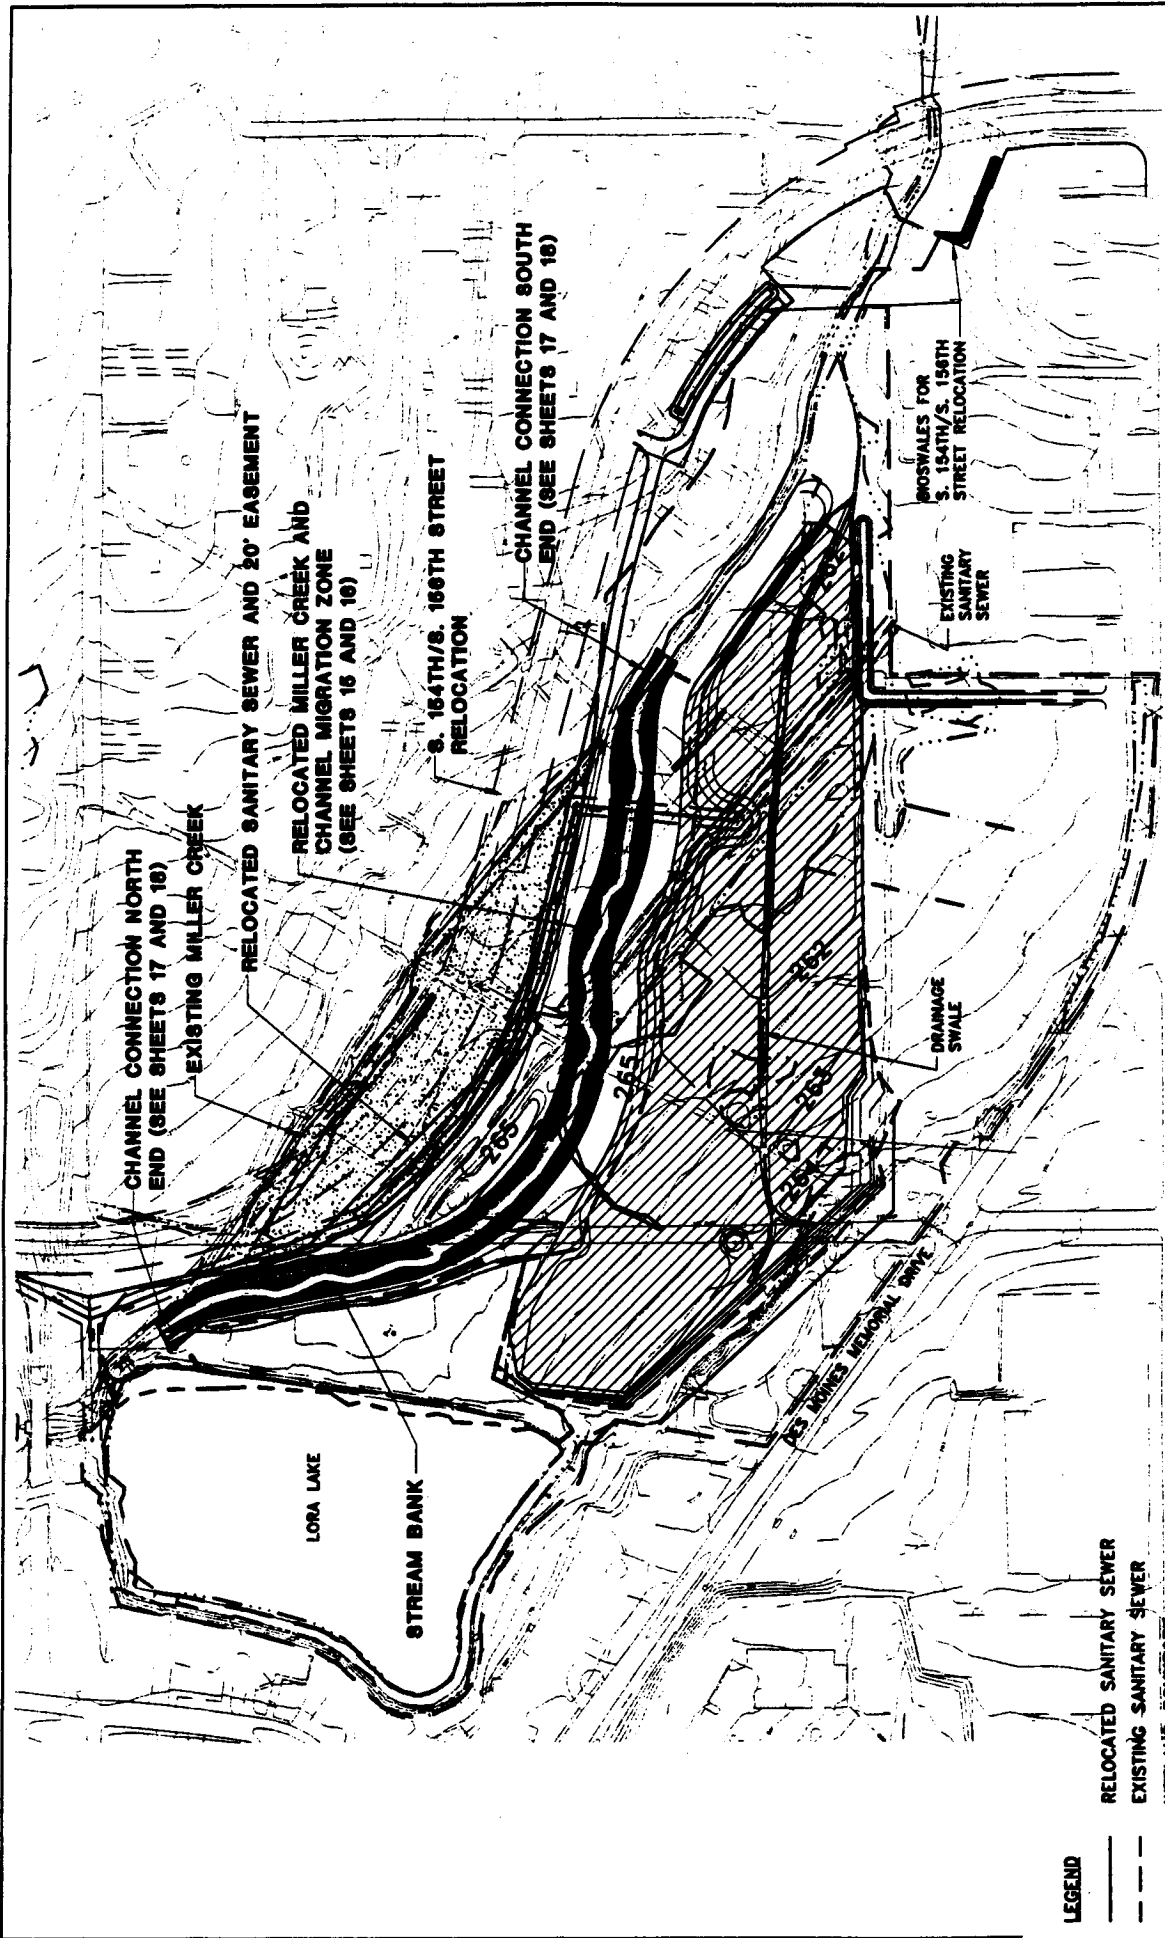 CHANNEL CONNECTION NORTH
END (SEE SHEETS 17 AND 18)
EXISTING MILLER CREEK
RELOCATED SANITARY SEWER AND 20' EASEMENT
RELOCATED MILLER CREEK AND
CHANNEL MIGRATION ZONE
(SEE SHEETS 15 AND 16)
S. 154TH/S. 156TH STREET
RELOCATION
CHANNEL CONNECTION SOUTH
END (SEE SHEETS 17 AND 18)
LORA LAKE
STREAM BANK
265
265
264
263
262
DRAINAGE
SWALE
EXISTING
SANITARY
SEWER
BIOSWALES FOR
S. 154TH/S. 156TH
STREET RELOCATION
DES MOINES MEMORIAL DRIVE
LEGEND
RELOCATED SANITARY SEWER
EXISTING SANITARY SEWER